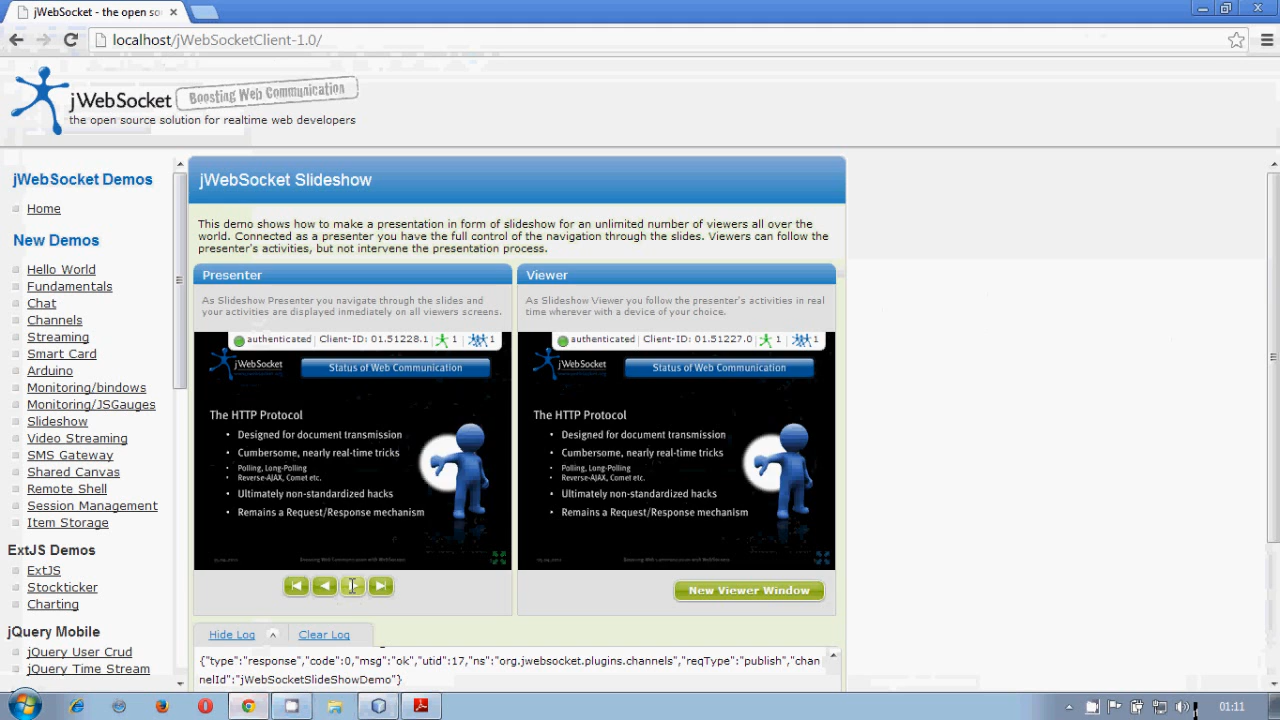 jWebSocket - the open so
localhost/jWebSocketClient-1.0/
jWebSocket
Boosting Web Communication
the open source solution for realtime web developers
jWebSocket Demos
Home
New Demos
Hello World
Fundamentals
Chat
Channels
Streaming
Smart Card
Arduino
Monitoring/bindows
Monitoring/JSGauges
Slideshow
Video Streaming
SMS Gateway
Shared Canvas
Remote Shell
Session Management
Item Storage
ExtJS Demos
ExtJS
Stockticker
Charting
jQuery Mobile
jQuery User Crud
jQuery Time Stream
jWebSocket Slideshow
This demo shows how to make a presentation in form of slideshow for an unlimited number of viewers all over the
world. Connected as a presenter you have the full control of the navigation through the slides. Viewers can follow the
presenter's activities, but not intervene the presentation process.
Presenter
As Slideshow Presenter you navigate through the slides and
your activities are displayed inmediately on all viewers screens.
authenticated Client-ID: 01.51228.1 1 1
jWebSocket
Status of Web Communication
The HTTP Protocol
• Designed for document transmission
• Cumbersome, nearly real-time tricks
• Polling, Long-Polling
• Reverse-AJAX, Comet etc.
• Ultimately non-standardized hacks
• Remains a Request/Response mechanism
Viewer
As Slideshow Viewer you follow the presenter's activities in real
time wherever with a device of your choice.
authenticated Client-ID: 01.51227.0 1 1
jWebSocket
Status of Web Communication
The HTTP Protocol
• Designed for document transmission
• Cumbersome, nearly real-time tricks
• Polling, Long-Polling
• Reverse-AJAX, Comet etc.
• Ultimately non-standardized hacks
• Remains a Request/Response mechanism
New Viewer Window
Hide Log
Clear Log
{"type":"response","code":0,"msg":"ok","utid":17,"ns":"org.jwebsocket.plugins.channels","reqType":"publish","chan
nelId":"jWebSocketSlideShowDemo"}
01:11